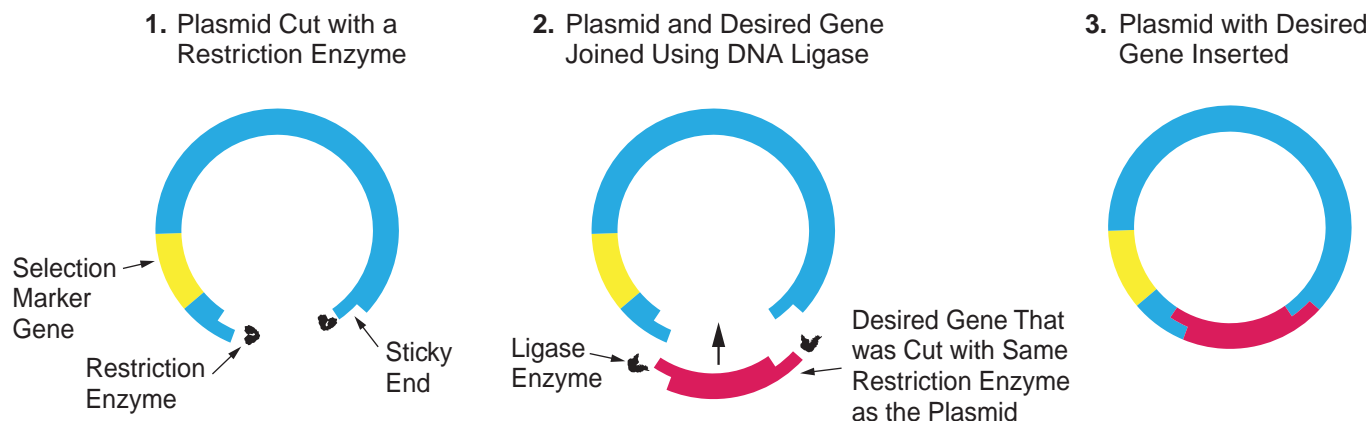 1. Plasmid Cut with a
Restriction Enzyme
2. Plasmid and Desired Gene
Joined Using DNA Ligase
3. Plasmid with Desired
Gene Inserted
Selection
Marker
Gene
Restriction
Enzyme
Sticky
End
Ligase
Enzyme
Desired Gene That
was Cut with Same
Restriction Enzyme
as the Plasmid